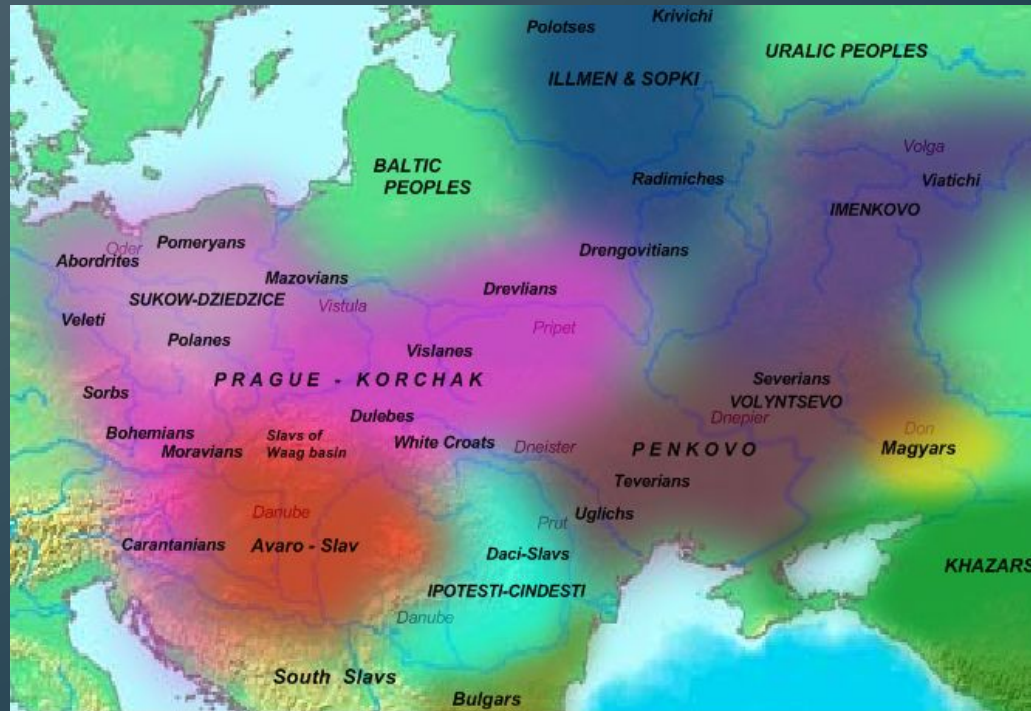 Krivichi
Polotses
URALIC PEOPLES
ILLMEN & SOPKI
Volga
BALTIC
PEOPLES
Radimiches
Viatichi
IMENKOVO
Pomeryans
Oder
Drengovitians
Abordrites
Mazovians
Drevlians
SUKOW-DZIEDZICE
Vistula
Veleti
Pripet
Polanes
Vislanes
PRAGUE - KORCHAK
Severians
Sorbs
VOLYNTSEVO
Dulebes
Dnepier
Don
Bohemians
Slavs of
Waag basin
White Croats
Dneister
PENKOVO
Magyars
Moravians
Teverians
Danube
Uglichs
Prut
Carantanians
Avaro - Slav
Daci-Slavs
KHAZARS
IPOTESTI-CINDESTI
Danube
South Slavs
Bulgars